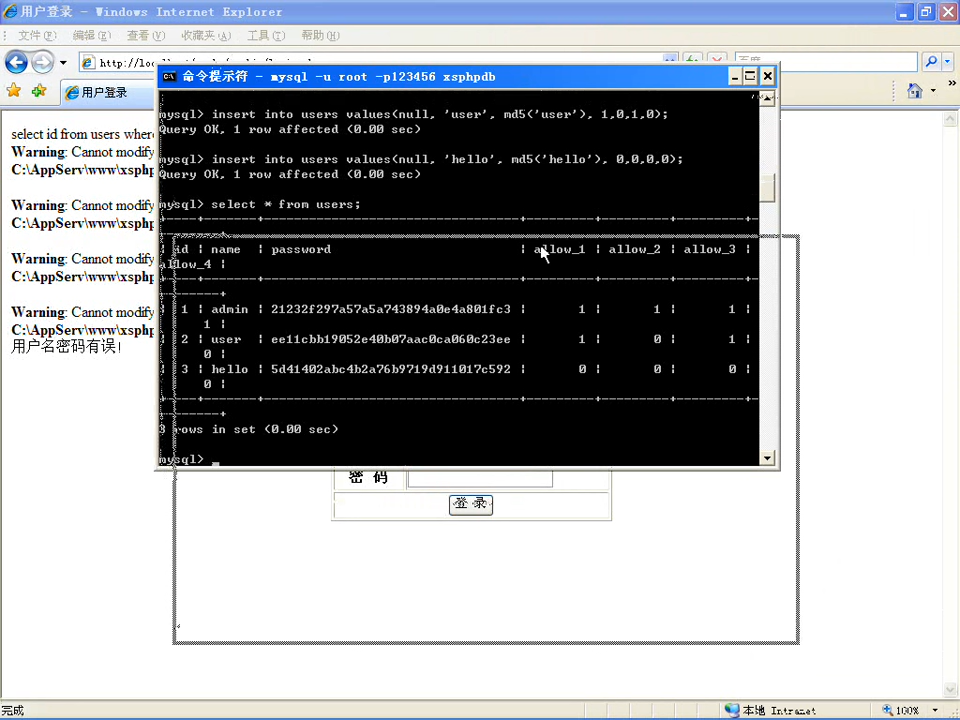 用户登录 - Windows Internet Explorer
文件(F) 编辑(E) 查看(V) 收藏夹(A) 工具(T) 帮助(H)
http://loc
百度
用户登录
select id from users where
Warning: Cannot modify
C:\AppServ\www\xsphp
Warning: Cannot modify
C:\AppServ\www\xsphp
Warning: Cannot modify
C:\AppServ\www\xsphp
Warning: Cannot modify
C:\AppServ\www\xsphp
用户名密码有误!
命令提示符 - mysql -u root -p123456 xsphpdb
mysql> insert into users values(null, 'user', md5('user'), 1,0,1,0);
Query OK, 1 row affected (0.00 sec)
mysql> insert into users values(null, 'hello', md5('hello'), 0,0,0,0);
Query OK, 1 row affected (0.00 sec)
mysql> select * from users;
+----+-------+----------------------------------+---------+---------+---------+-
--------+
| id | name  | password                         | allow_1 | allow_2 | allow_3 |
allow_4 |
+----+-------+----------------------------------+---------+---------+---------+-
--------+
|  1 | admin | 21232f297a57a5a743894a0e4a801fc3 |       1 |       1 |       1 |
      1 |
|  2 | user  | ee11cbb19052e40b07aac0ca060c23ee |       1 |       0 |       1 |
      0 |
|  3 | hello | 5d41402abc4b2a76b9719d911017c592 |       0 |       0 |       0 |
      0 |
+----+-------+----------------------------------+---------+---------+---------+-
--------+
3 rows in set (0.00 sec)
mysql>
密 码
登 录
完成
本地 Intranet
100%